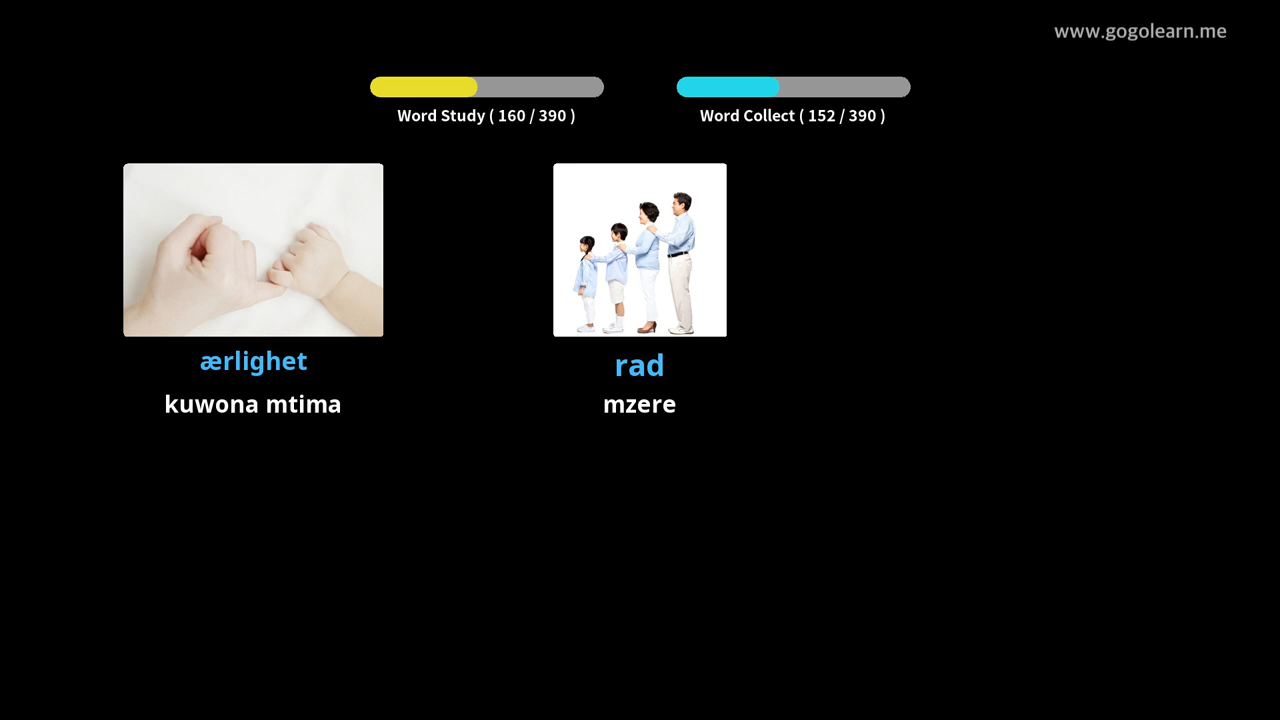 www.gogolearn.me
Word Study ( 160 / 390 )
Word Collect ( 152 / 390 )
ærlighet
kuwona mtima
rad
mzere